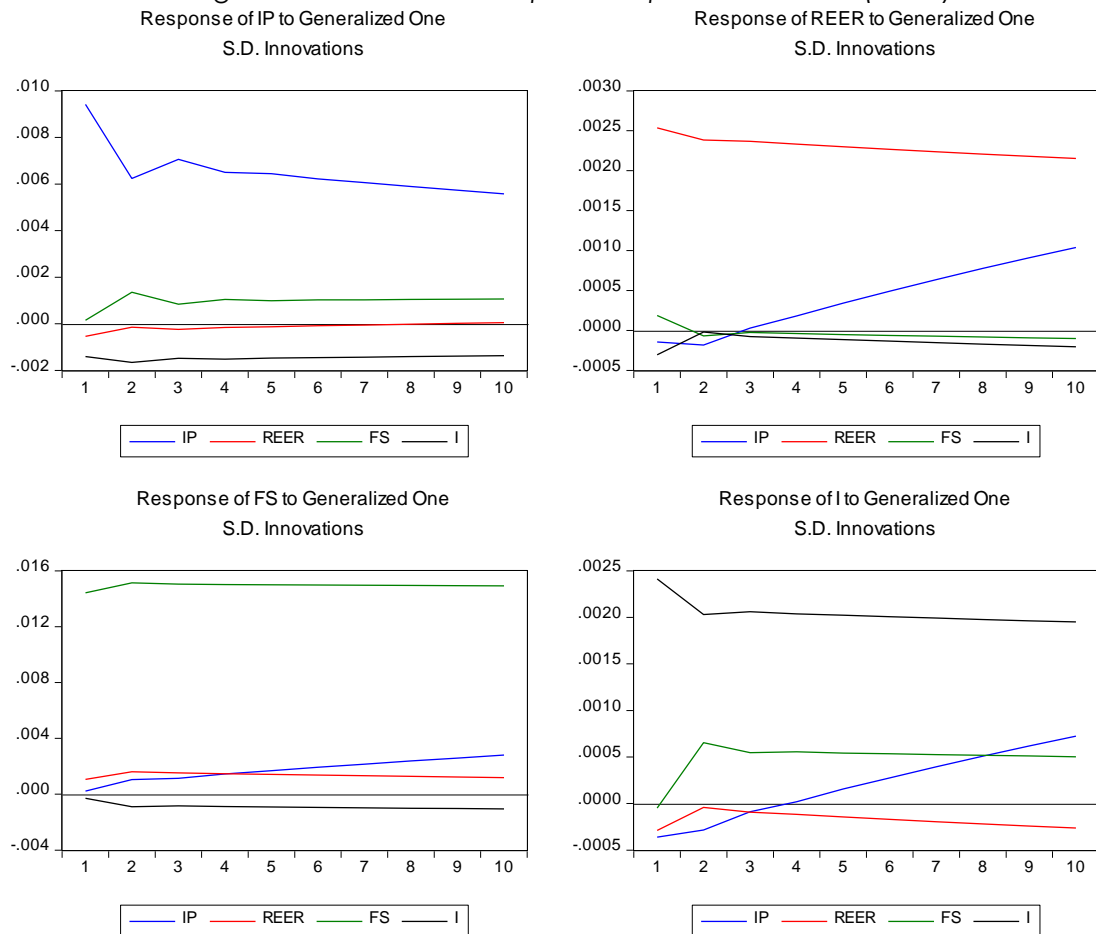 Response of IP to Generalized One
S.D. Innovations
.010
.008
.006
.004
.002
.000
-.002
1 2 3 4 5 6 7 8 9 10
IP REER FS I
Response of REER to Generalized One
S.D. Innovations
.0030
.0025
.0020
.0015
.0010
.0005
.0000
-.0005
1 2 3 4 5 6 7 8 9 10
IP REER FS I
Response of FS to Generalized One
S.D. Innovations
.016
.012
.008
.004
.000
-.004
1 2 3 4 5 6 7 8 9 10
IP REER FS I
Response of I to Generalized One
S.D. Innovations
.0025
.0020
.0015
.0010
.0005
.0000
-.0005
1 2 3 4 5 6 7 8 9 10
IP REER FS I